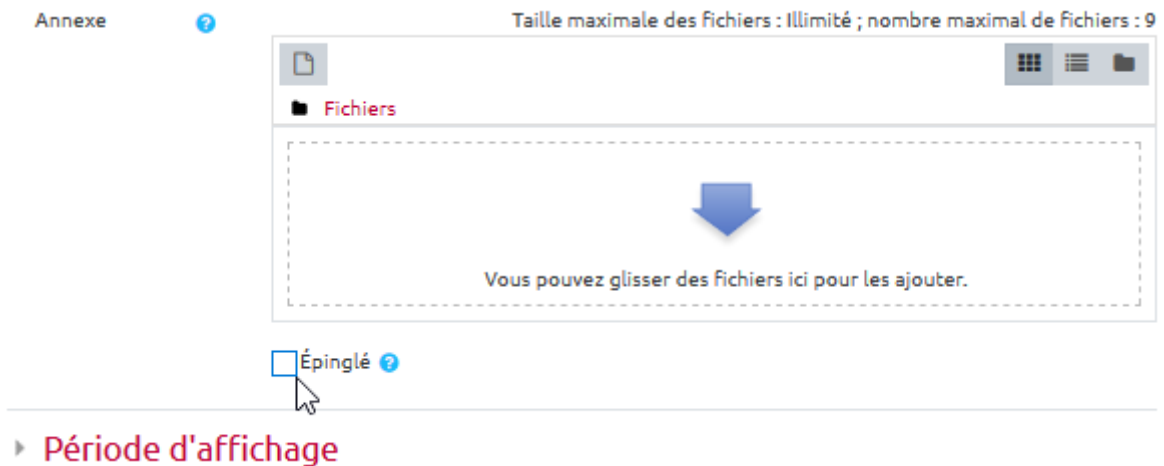 Annexe Taille maximale des fichiers : Illimité ; nombre maximal de fichiers : 9
Fichiers
Vous pouvez glisser des fichiers ici pour les ajouter.
Épinglé
Période d'affichage